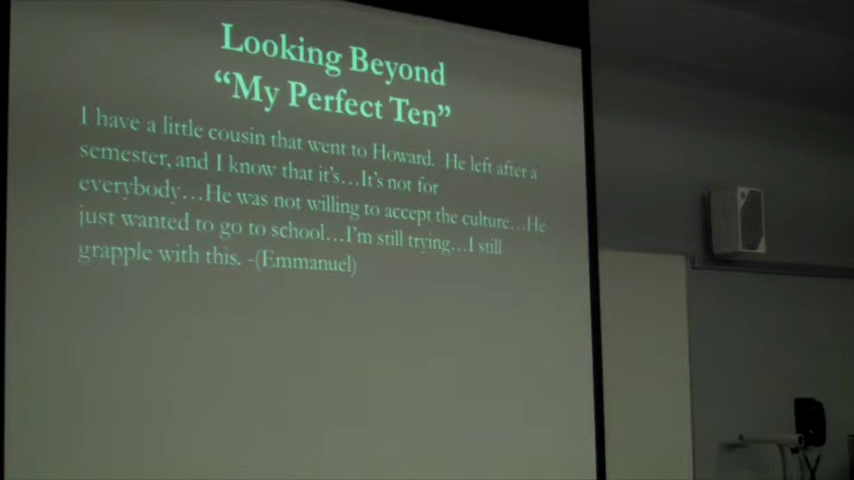 Looking Beyond
“My Perfect Ten”
I have a little cousin that went to Howard. He left after a
semester, and I know that it's…It's not for
everybody…He was not willing to accept the culture…He
just wanted to go to school…I'm still trying…I still
grapple with this. -(Emmanuel)